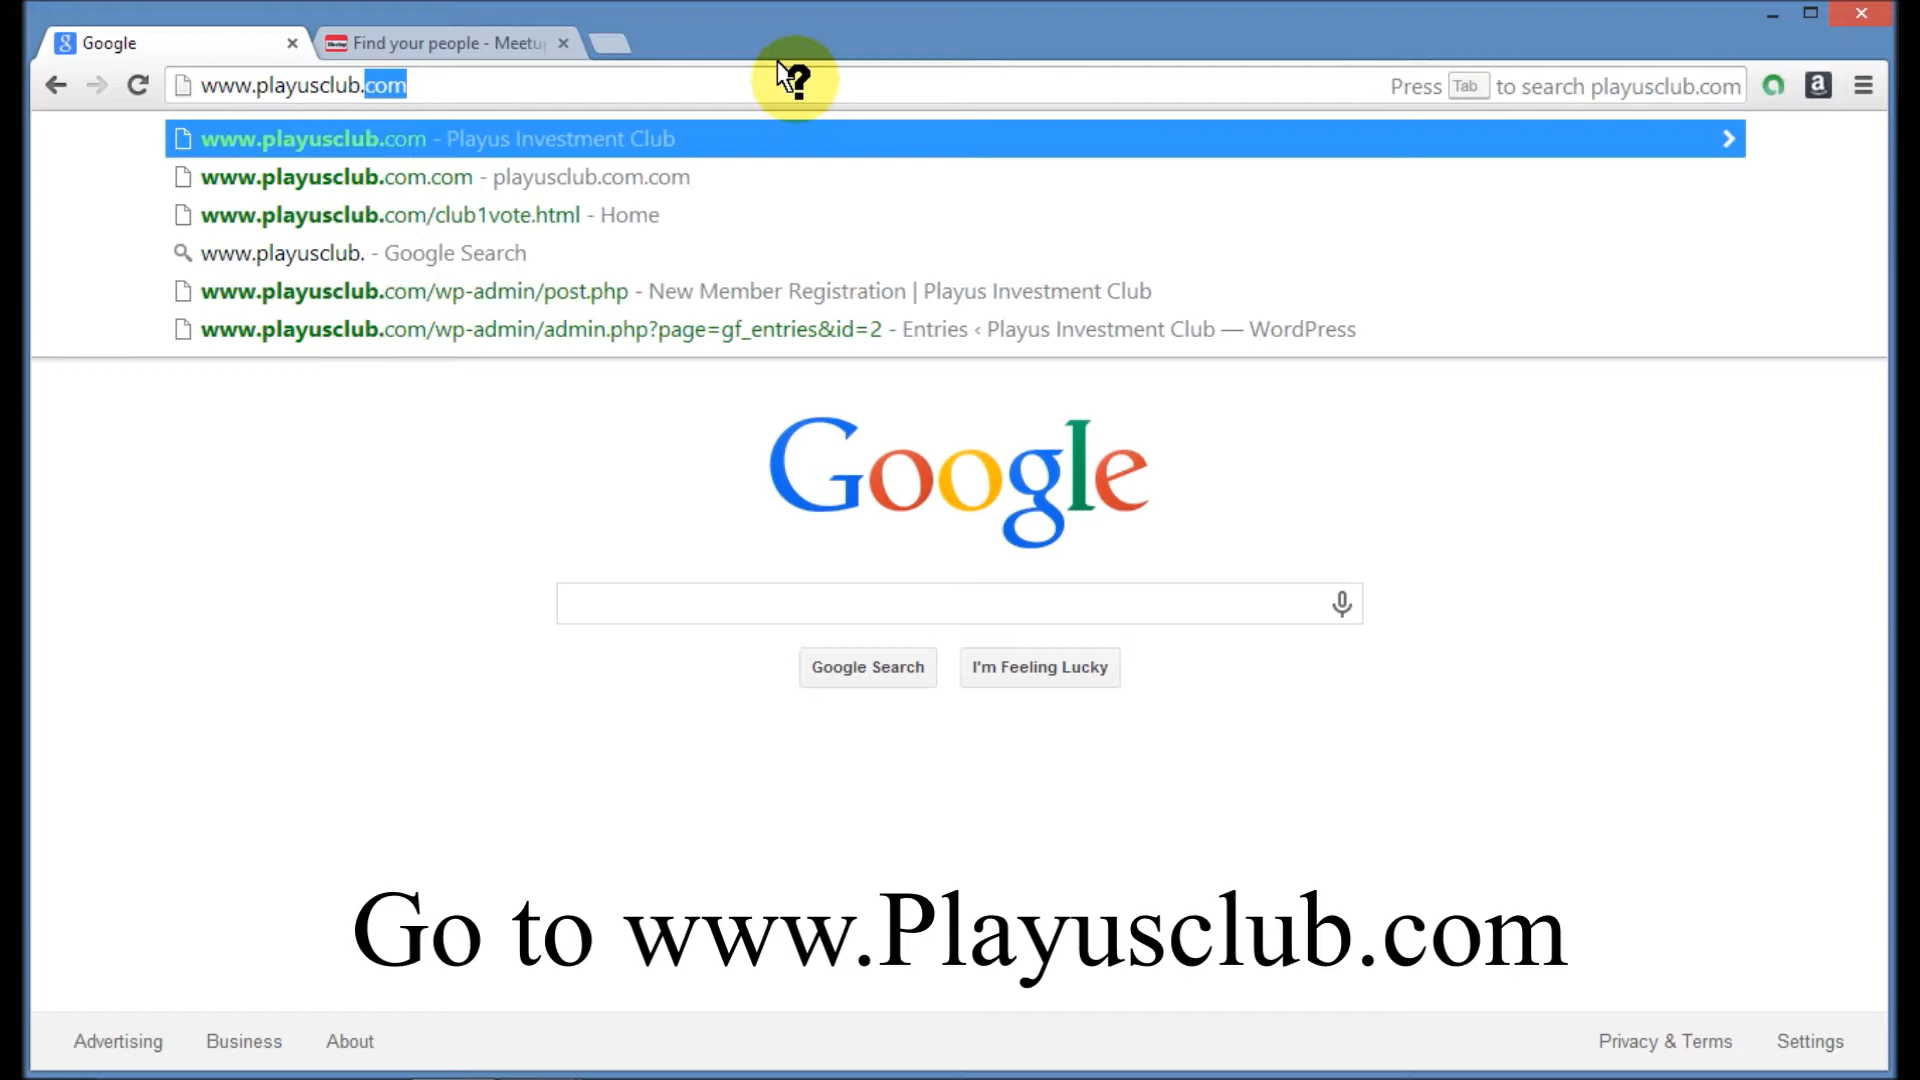 Google
Find your people - Meetu
www.playusclub.com
Press Tab to search playusclub.com
www.playusclub.com - Playus Investment Club
www.playusclub.com.com - playusclub.com.com
www.playusclub.com/club1vote.html - Home
www.playusclub. - Google Search
www.playusclub.com/wp-admin/post.php - New Member Registration | Playus Investment Club
www.playusclub.com/wp-admin/admin.php?page=gf_entries&id=2 - Entries ‹ Playus Investment Club — WordPress
Google
Google Search
I'm Feeling Lucky
Go to www.Playusclub.com
Advertising
Business
About
Privacy & Terms
Settings